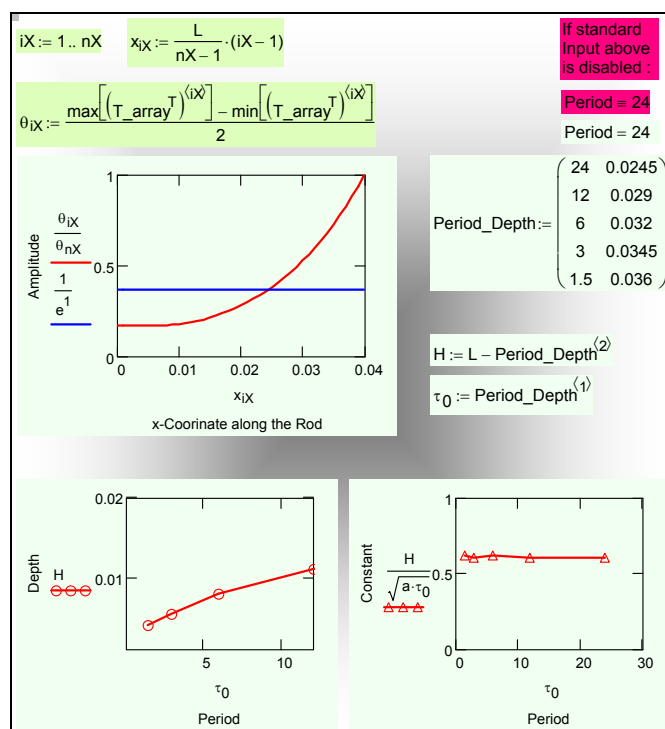 iX := 1 .. nX
x_iX := L / (nX − 1) · (iX − 1)
If standard
Input above
is disabled :
Period ≡ 24
Period = 24
θ_iX := (max[(T_array^T)^⟨iX⟩] − min[(T_array^T)^⟨iX⟩]) / 2
Amplitude
θ_iX / θ_nX
1 / e^1
1
0.5
0
0 0.01 0.02 0.03 0.04
x_iX
x-Coorinate along the Rod
Period_Depth :=
24 0.0245
12 0.029
6 0.032
3 0.0345
1.5 0.036
H := L − Period_Depth^⟨2⟩
τ_0 := Period_Depth^⟨1⟩
Depth
H
0.02
0.01
5 10
τ_0
Period
Constant
H / √(a·τ_0)
1
0.5
0
0 10 20 30
τ_0
Period